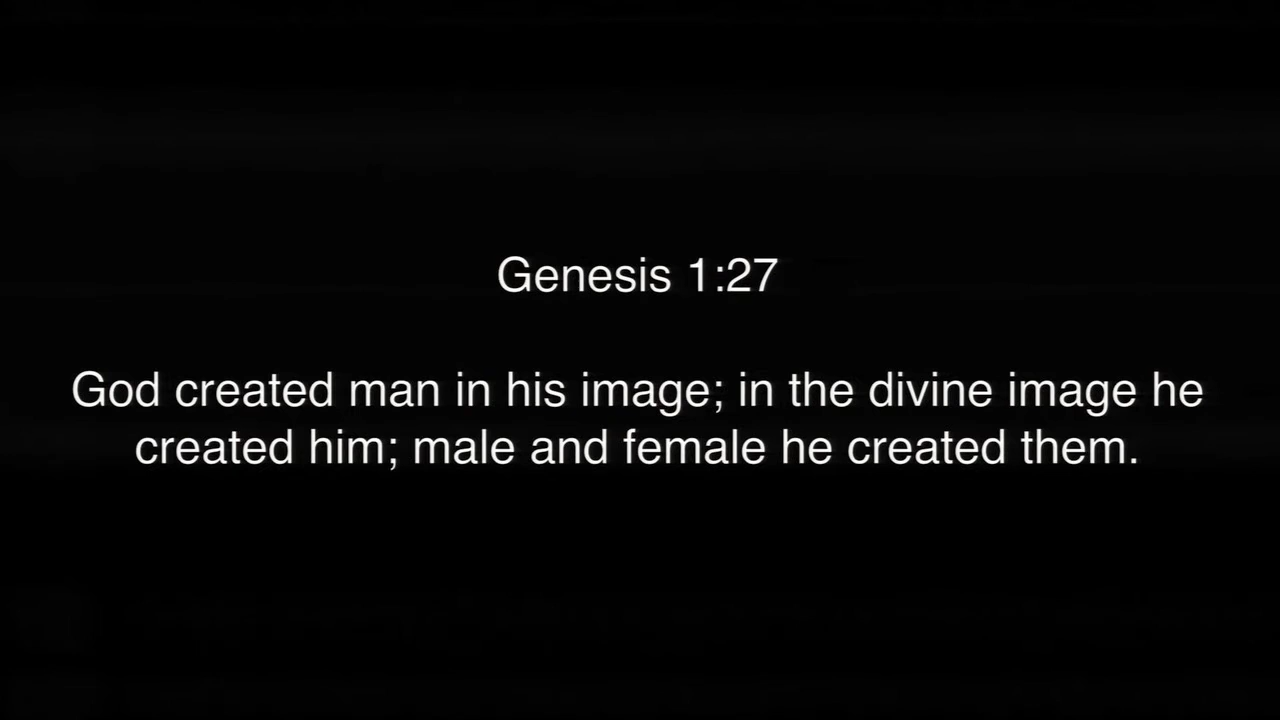 Genesis 1:27
God created man in his image; in the divine image he
created him; male and female he created them.